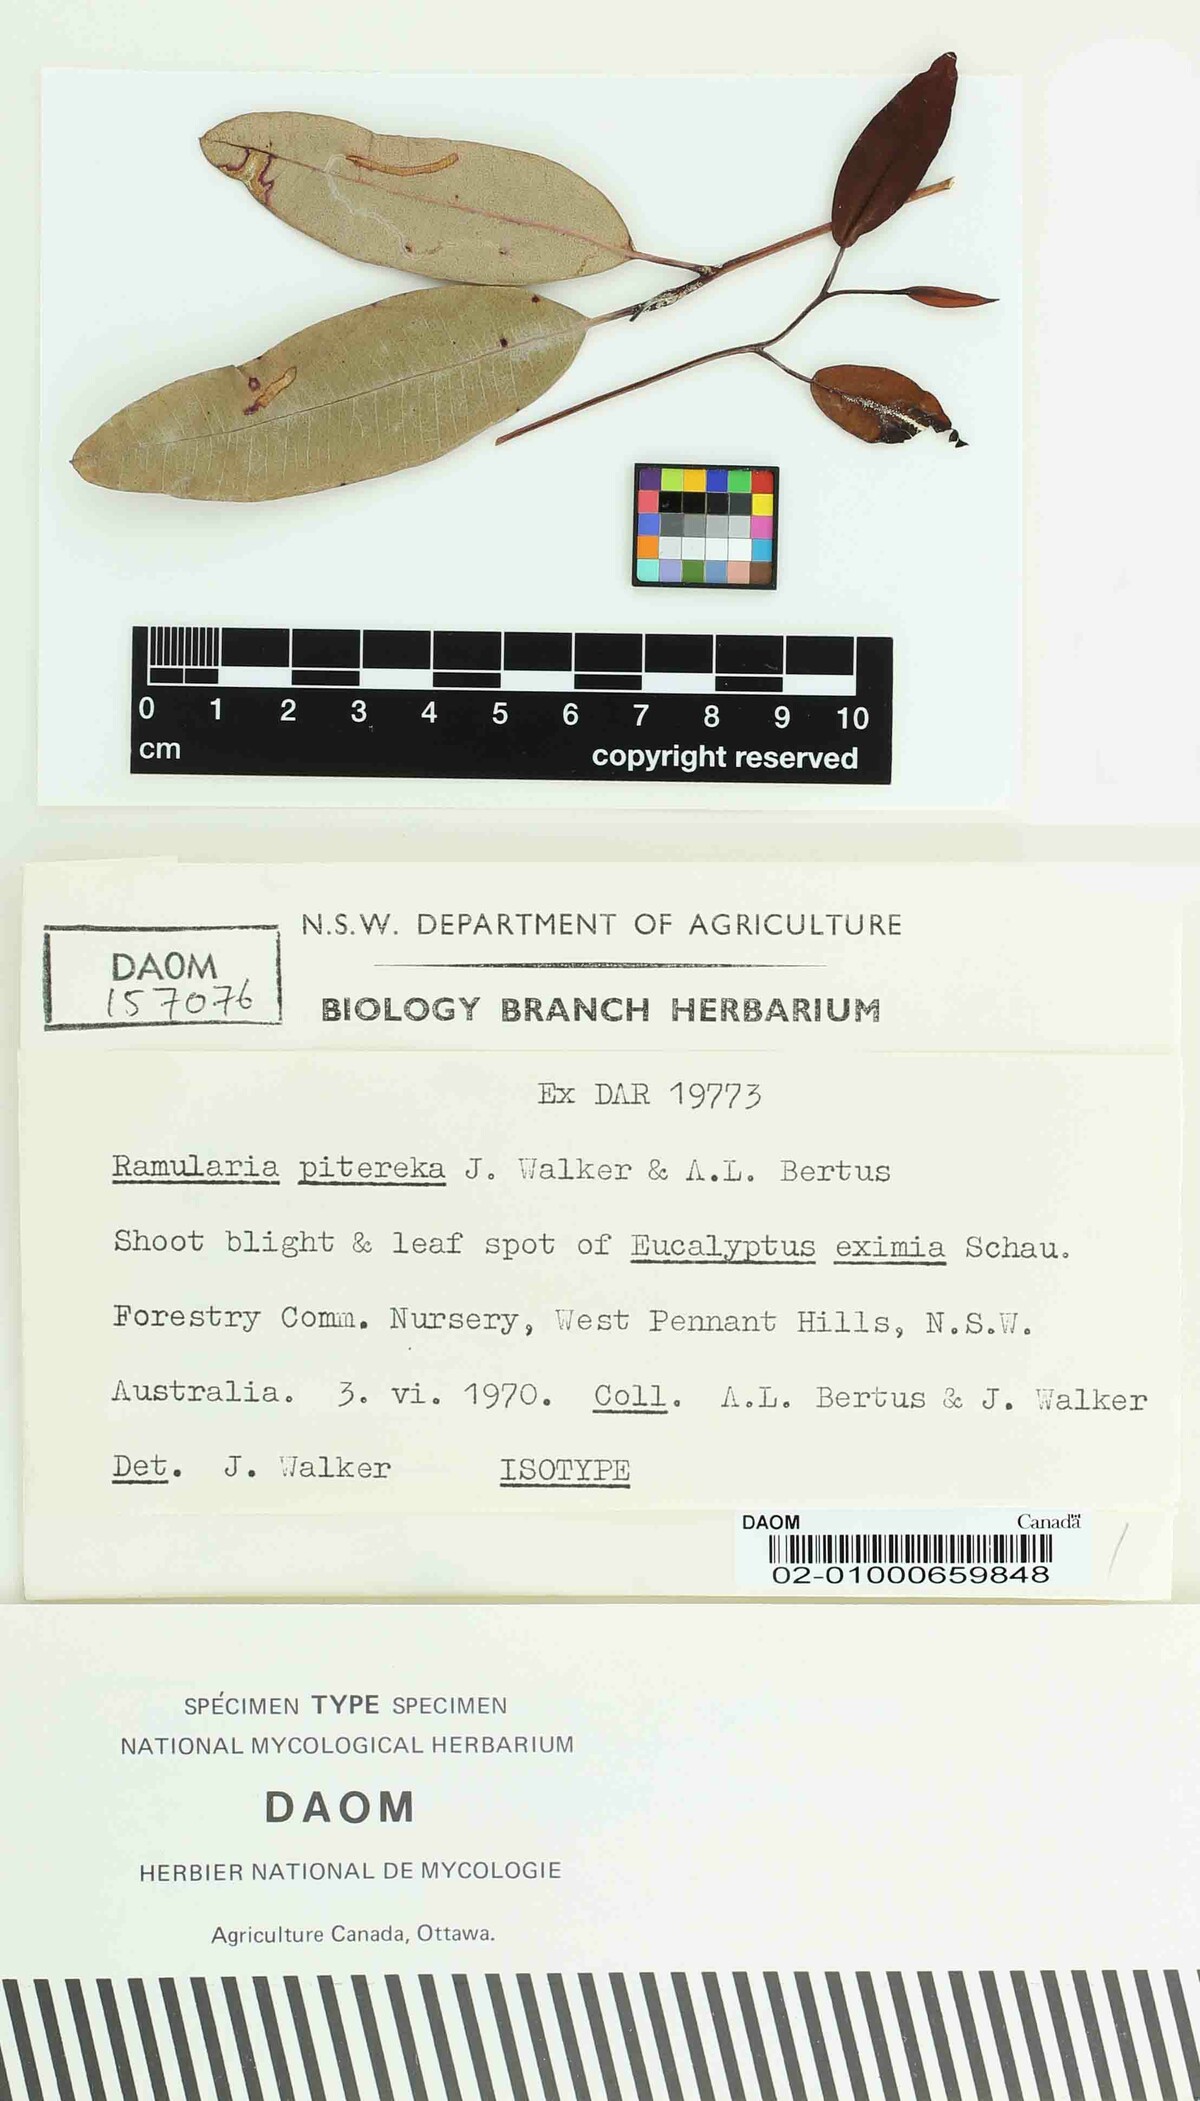 0 1 2 3 4 5 6 7 8 9 10
cm
copyright reserved
N.S.W. DEPARTMENT OF AGRICULTURE
DAOM
157076
BIOLOGY BRANCH HERBARIUM
Ex DAR 19773
Ramularia pitereka J. Walker & A.L. Bertus
Shoot blight & leaf spot of Eucalyptus eximia Schau.
Forestry Comm. Nursery, West Pennant Hills, N.S.W.
Australia. 3. vi. 1970. Coll. A.L. Bertus & J. Walker
Det. J. Walker ISOTYPE
DAOM Canada
02-01000659848
SPÉCIMEN TYPE SPECIMEN
NATIONAL MYCOLOGICAL HERBARIUM
DAOM
HERBIER NATIONAL DE MYCOLOGIE
Agriculture Canada, Ottawa.